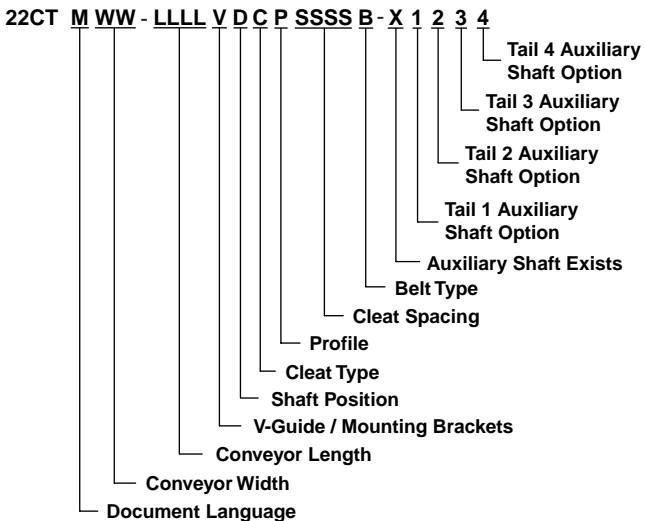 22CT M WW - LLLL V D C P SSSS B - X 1 2 3 4
Tail 4 Auxiliary
Shaft Option
Tail 3 Auxiliary
Shaft Option
Tail 2 Auxiliary
Shaft Option
Tail 1 Auxiliary
Shaft Option
Auxiliary Shaft Exists
Belt Type
Cleat Spacing
Profile
Cleat Type
Shaft Position
V-Guide / Mounting Brackets
Conveyor Length
Conveyor Width
Document Language